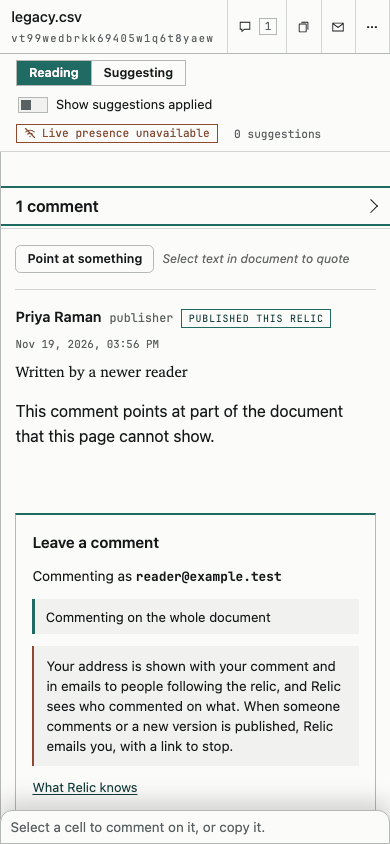 legacy.csv
vt99wedbrkk69405w1q6t8yaew
1
Reading
Suggesting
Show suggestions applied
Live presence unavailable
0 suggestions
1 comment
Point at something
Select text in document to quote
Priya Raman publisher PUBLISHED THIS RELIC
Nov 19, 2026, 03:56 PM
Written by a newer reader
This comment points at part of the document
that this page cannot show.
Leave a comment
Commenting as reader@example.test
Commenting on the whole document
Your address is shown with your comment and
in emails to people following the relic, and Relic
sees who commented on what. When someone
comments or a new version is published, Relic
emails you, with a link to stop.
What Relic knows
Select a cell to comment on it, or copy it.